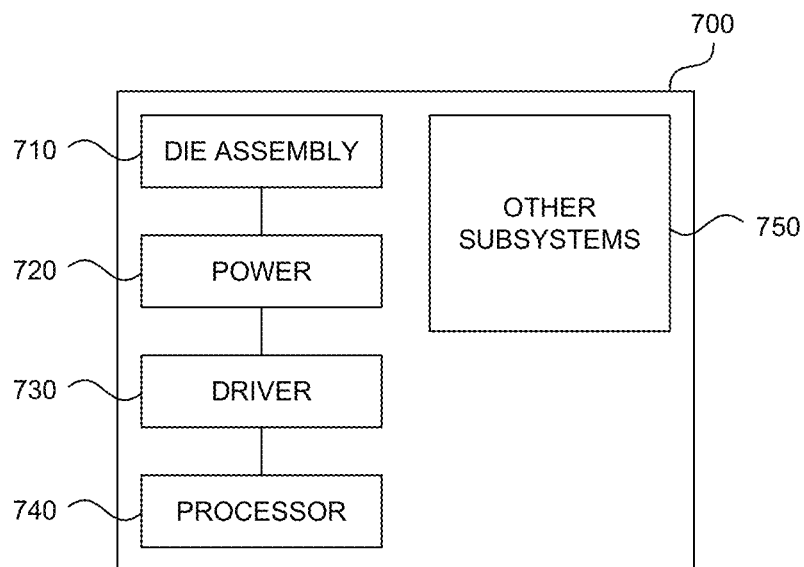 700
710
DIE ASSEMBLY
OTHER
SUBSYSTEMS
750
720
POWER
730
DRIVER
740
PROCESSOR